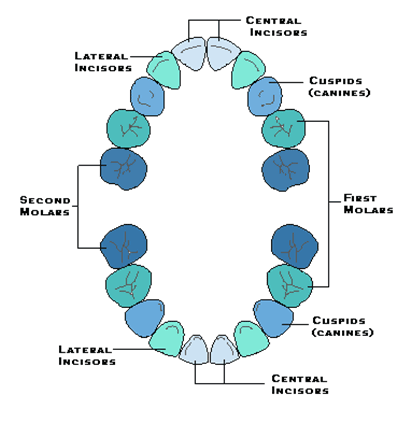 Central
Incisors
Lateral
Incisors
Cuspids
(canines)
Second
Molars
First
Molars
Cuspids
(canines)
Lateral
Incisors
Central
Incisors